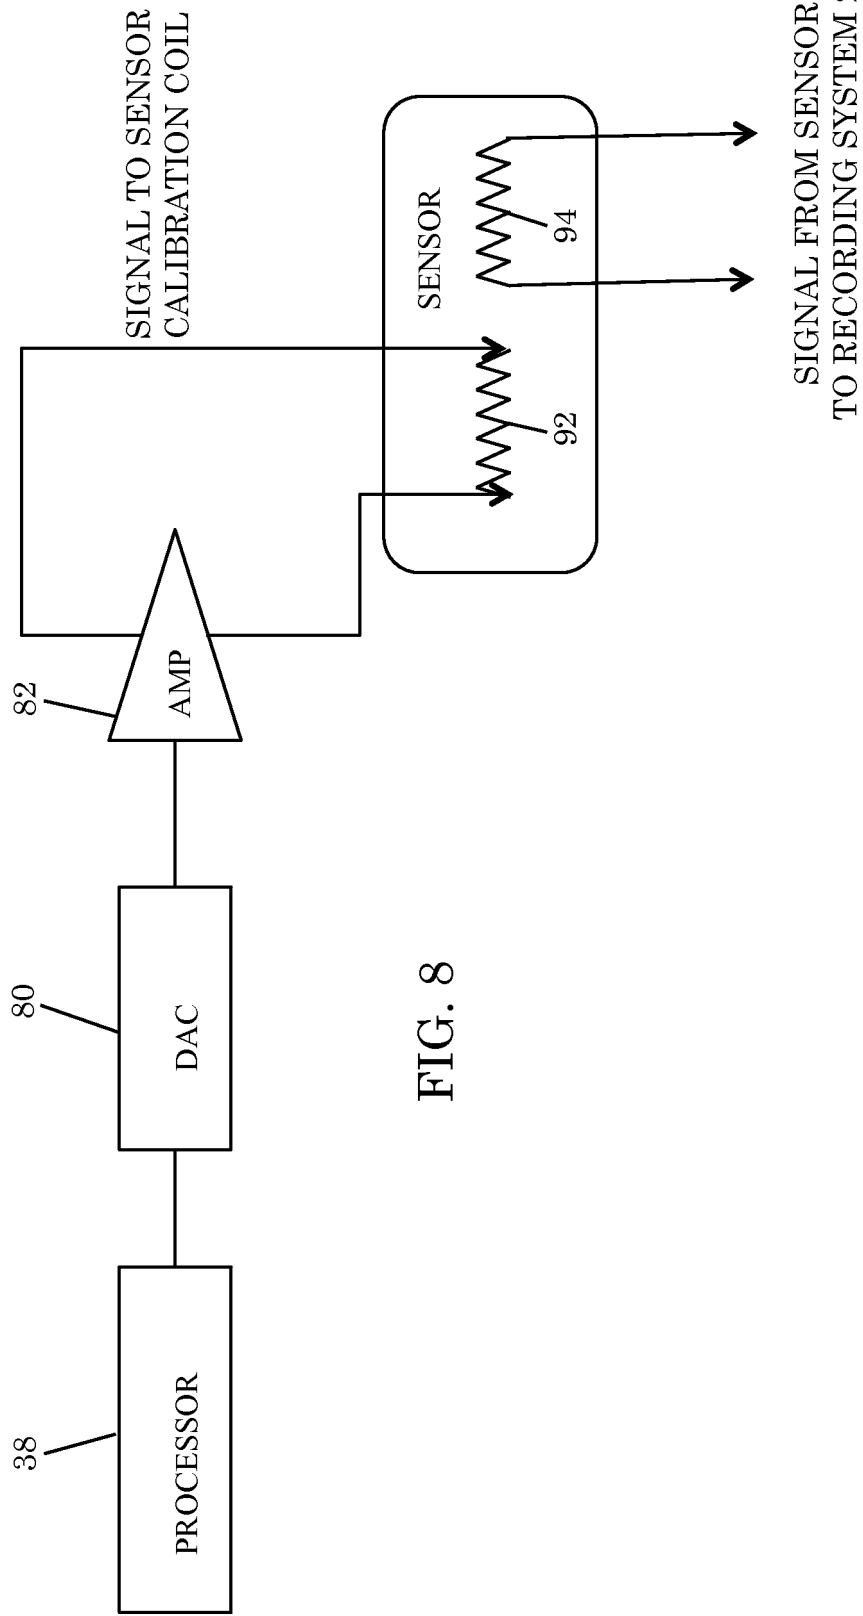 38
PROCESSOR
80
DAC
82
AMP
SIGNAL TO SENSOR
CALIBRATION COIL
SENSOR
92
94
SIGNAL FROM SENSOR
TO RECORDING SYSTEM
FIG. 8